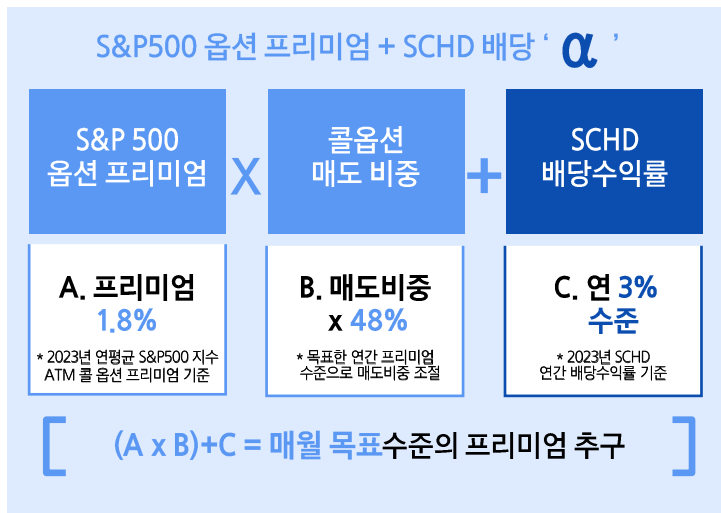 S&P500 옵션 프리미엄 + SCHD 배당 ‘ α ’
S&P 500
옵션 프리미엄
X
콜옵션
매도 비중
+
SCHD
배당수익률
A. 프리미엄
1.8%
* 2023년 연평균 S&P500 지수
ATM 콜 옵션 프리미엄 기준
B. 매도비중
x 48%
* 목표한 연간 프리미엄
수준으로 매도비중 조절
C. 연 3%
수준
* 2023년 SCHD
연간 배당수익률 기준
[ (A x B)+C = 매월 목표수준의 프리미엄 추구 ]